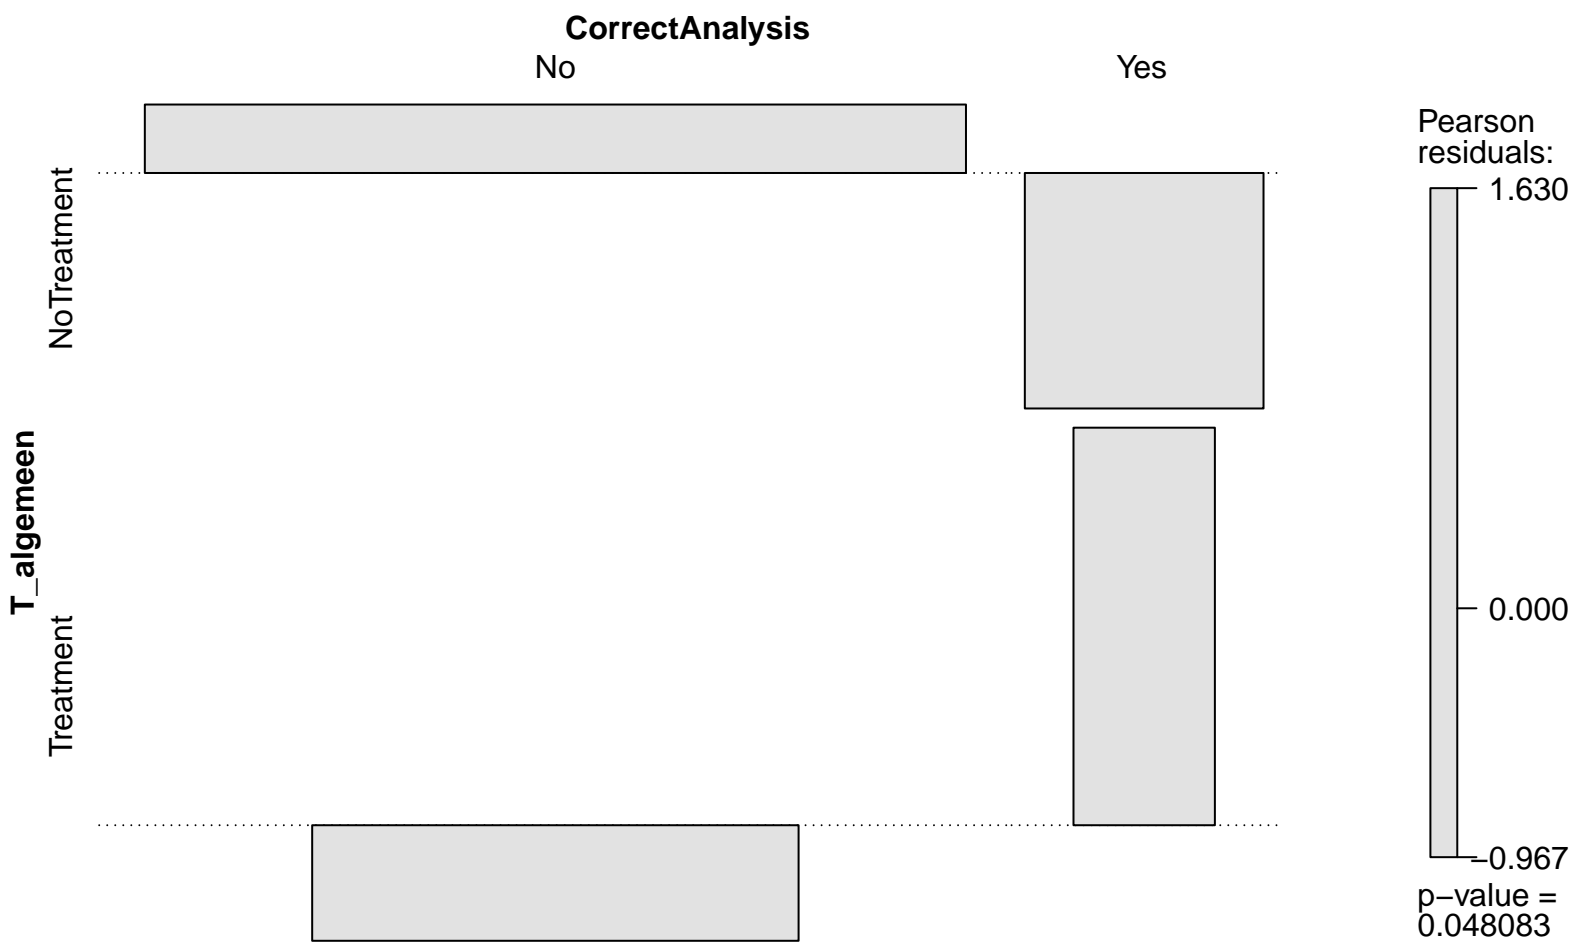 CorrectAnalysis
No
Yes
T_algemeen
NoTreatment
Treatment
Pearson
residuals:
1.630
0.000
−0.967
p−value =
0.048083